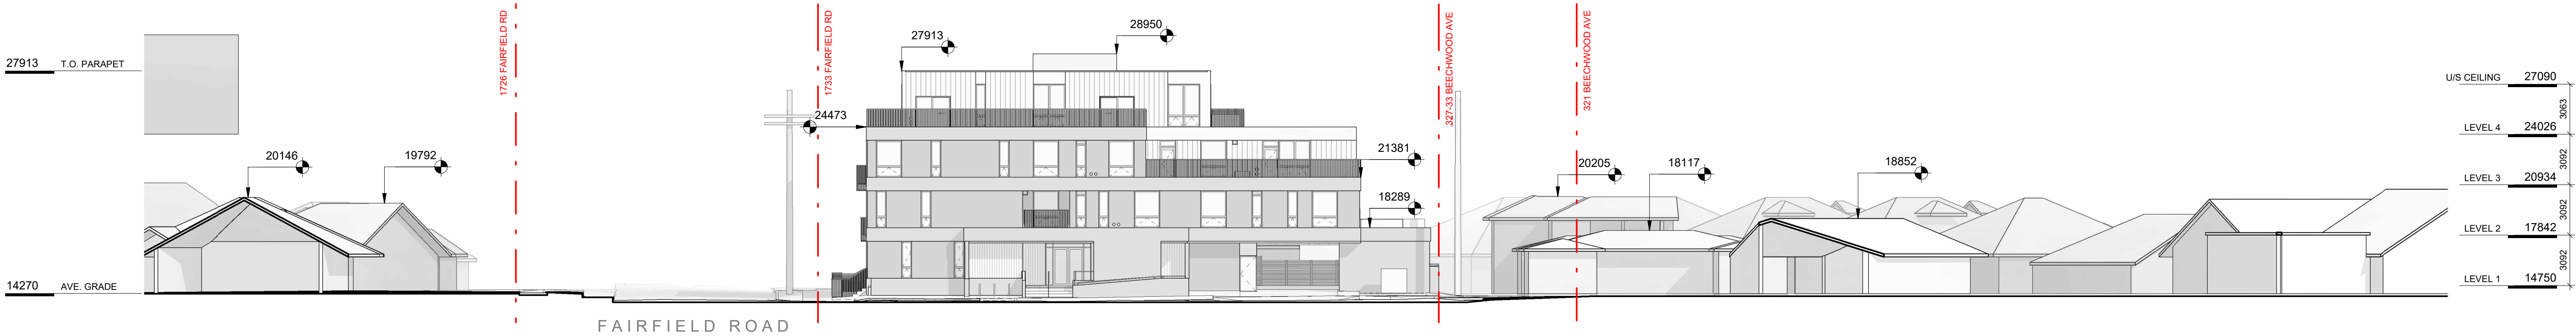 27913 T.O. PARAPET
14270 AVE. GRADE
20146
19792
1726 FAIRFIELD RD
FAIRFIELD ROAD
1733 FAIRFIELD RD
24473
27913
28950
21381
18289
327-33 BEECHWOOD AVE
321 BEECHWOOD AVE
20205
18117
18852
U/S CEILING 27090
3063
LEVEL 4 24026
3092
LEVEL 3 20934
3092
LEVEL 2 17842
3092
LEVEL 1 14750